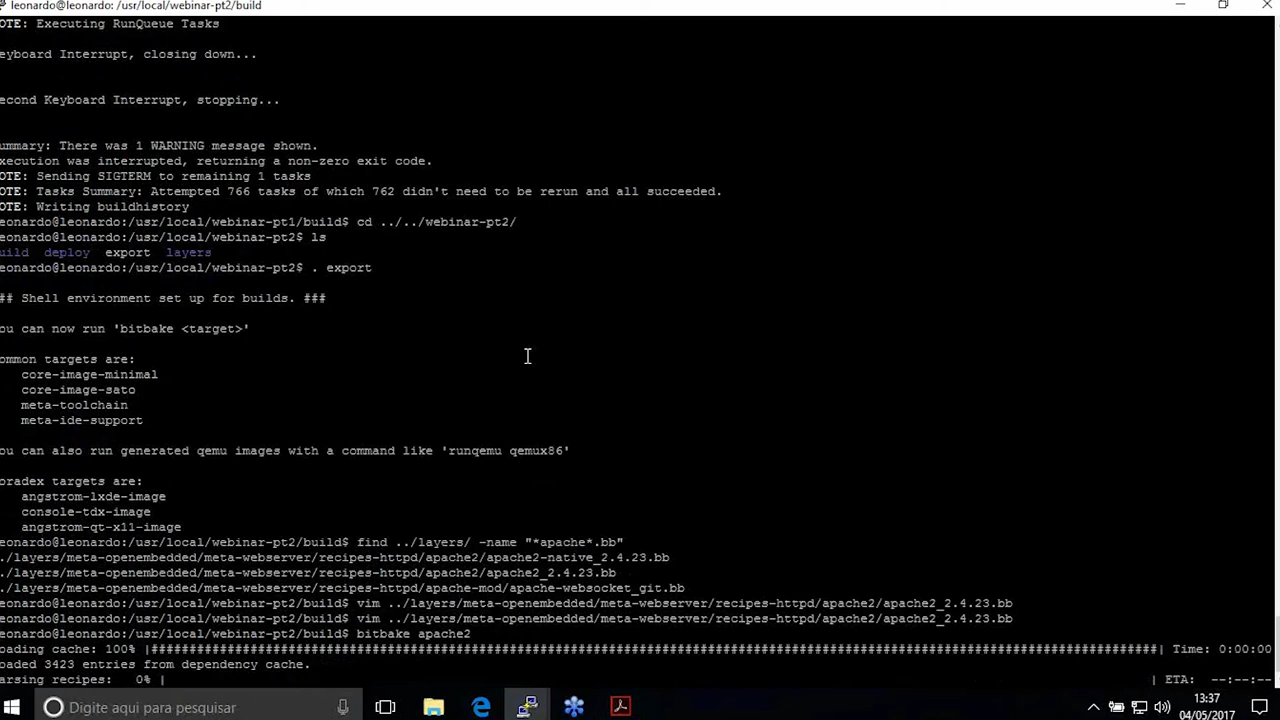 leonardo@leonardo: /usr/local/webinar-pt2/build
OTE: Executing RunQueue Tasks
eyboard Interrupt, closing down...
econd Keyboard Interrupt, stopping...
ummary: There was 1 WARNING message shown.
xecution was interrupted, returning a non-zero exit code.
OTE: Sending SIGTERM to remaining 1 tasks
OTE: Tasks Summary: Attempted 766 tasks of which 762 didn't need to be rerun and all succeeded.
OTE: Writing buildhistory
eonardo@leonardo:/usr/local/webinar-pt1/build$ cd ../../webinar-pt2/
eonardo@leonardo:/usr/local/webinar-pt2$ ls
uild  deploy  export  layers
eonardo@leonardo:/usr/local/webinar-pt2$ . export
## Shell environment set up for builds. ###
ou can now run 'bitbake <target>'
ommon targets are:
core-image-minimal
core-image-sato
meta-toolchain
meta-ide-support
ou can also run generated qemu images with a command like 'runqemu qemux86'
oradex targets are:
angstrom-lxde-image
console-tdx-image
angstrom-qt-x11-image
eonardo@leonardo:/usr/local/webinar-pt2/build$ find ../layers/ -name "*apache*.bb"
./layers/meta-openembedded/meta-webserver/recipes-httpd/apache2/apache2-native_2.4.23.bb
./layers/meta-openembedded/meta-webserver/recipes-httpd/apache2/apache2_2.4.23.bb
./layers/meta-openembedded/meta-webserver/recipes-httpd/apache-mod/apache-websocket_git.bb
eonardo@leonardo:/usr/local/webinar-pt2/build$ vim ../layers/meta-openembedded/meta-webserver/recipes-httpd/apache2/apache2_2.4.23.bb
eonardo@leonardo:/usr/local/webinar-pt2/build$ vim ../layers/meta-openembedded/meta-webserver/recipes-httpd/apache2/apache2_2.4.23.bb
eonardo@leonardo:/usr/local/webinar-pt2/build$ bitbake apache2
oading cache: 100% |###################################################################################################################################| Time: 0:00:00
oaded 3423 entries from dependency cache.
arsing recipes:   0% | | ETA:  --:--:--
Digite aqui para pesquisar
13:37
04/05/2017